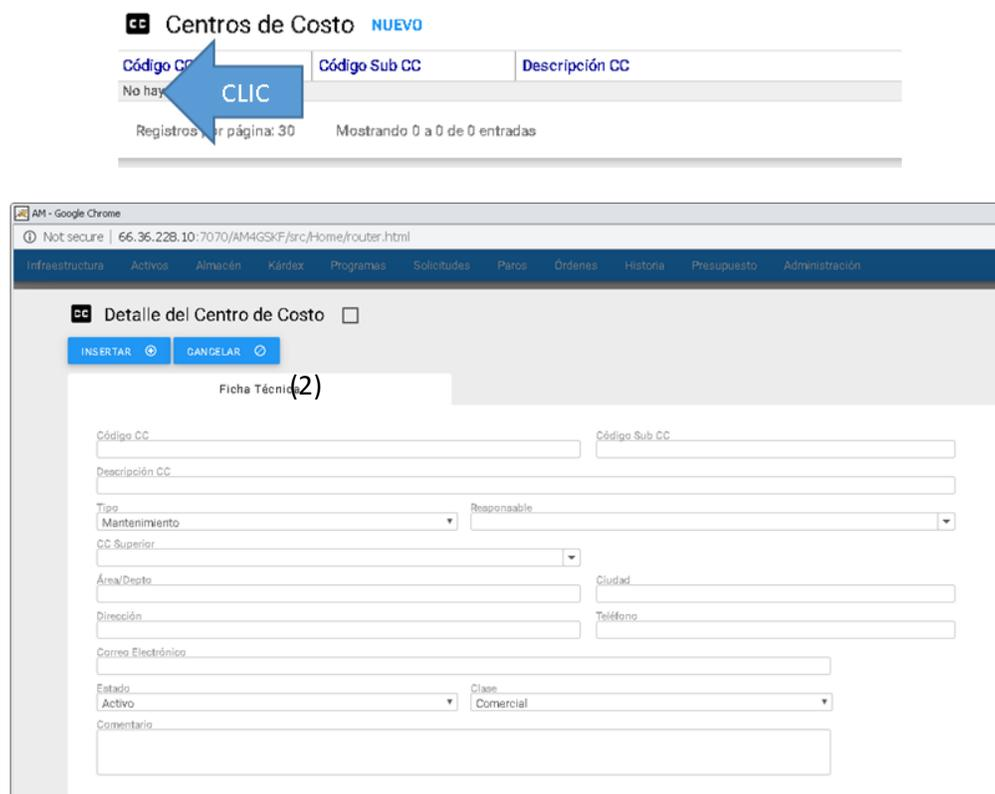 CC Centros de Costo NUEVO
Código CC Código Sub CC Descripción CC
No hay
CLIC
Registros por página: 30 Mostrando 0 a 0 de 0 entradas
AM - Google Chrome
Not secure | 66.36.228.10:7070/AM4GSKF/src/Home/router.html
Infraestructura Activos Almacén Kárdex Programas Solicitudes Paros Órdenes Historia Presupuesto Administración
CC Detalle del Centro de Costo
INSERTAR CANCELAR
Ficha Técnica (2)
Código CC Código Sub CC
Descripción CC
Tipo Responsable
Mantenimiento
CC Superior
Área/Depto Ciudad
Dirección Teléfono
Correo Electrónico
Estado Clase
Activo Comercial
Comentario